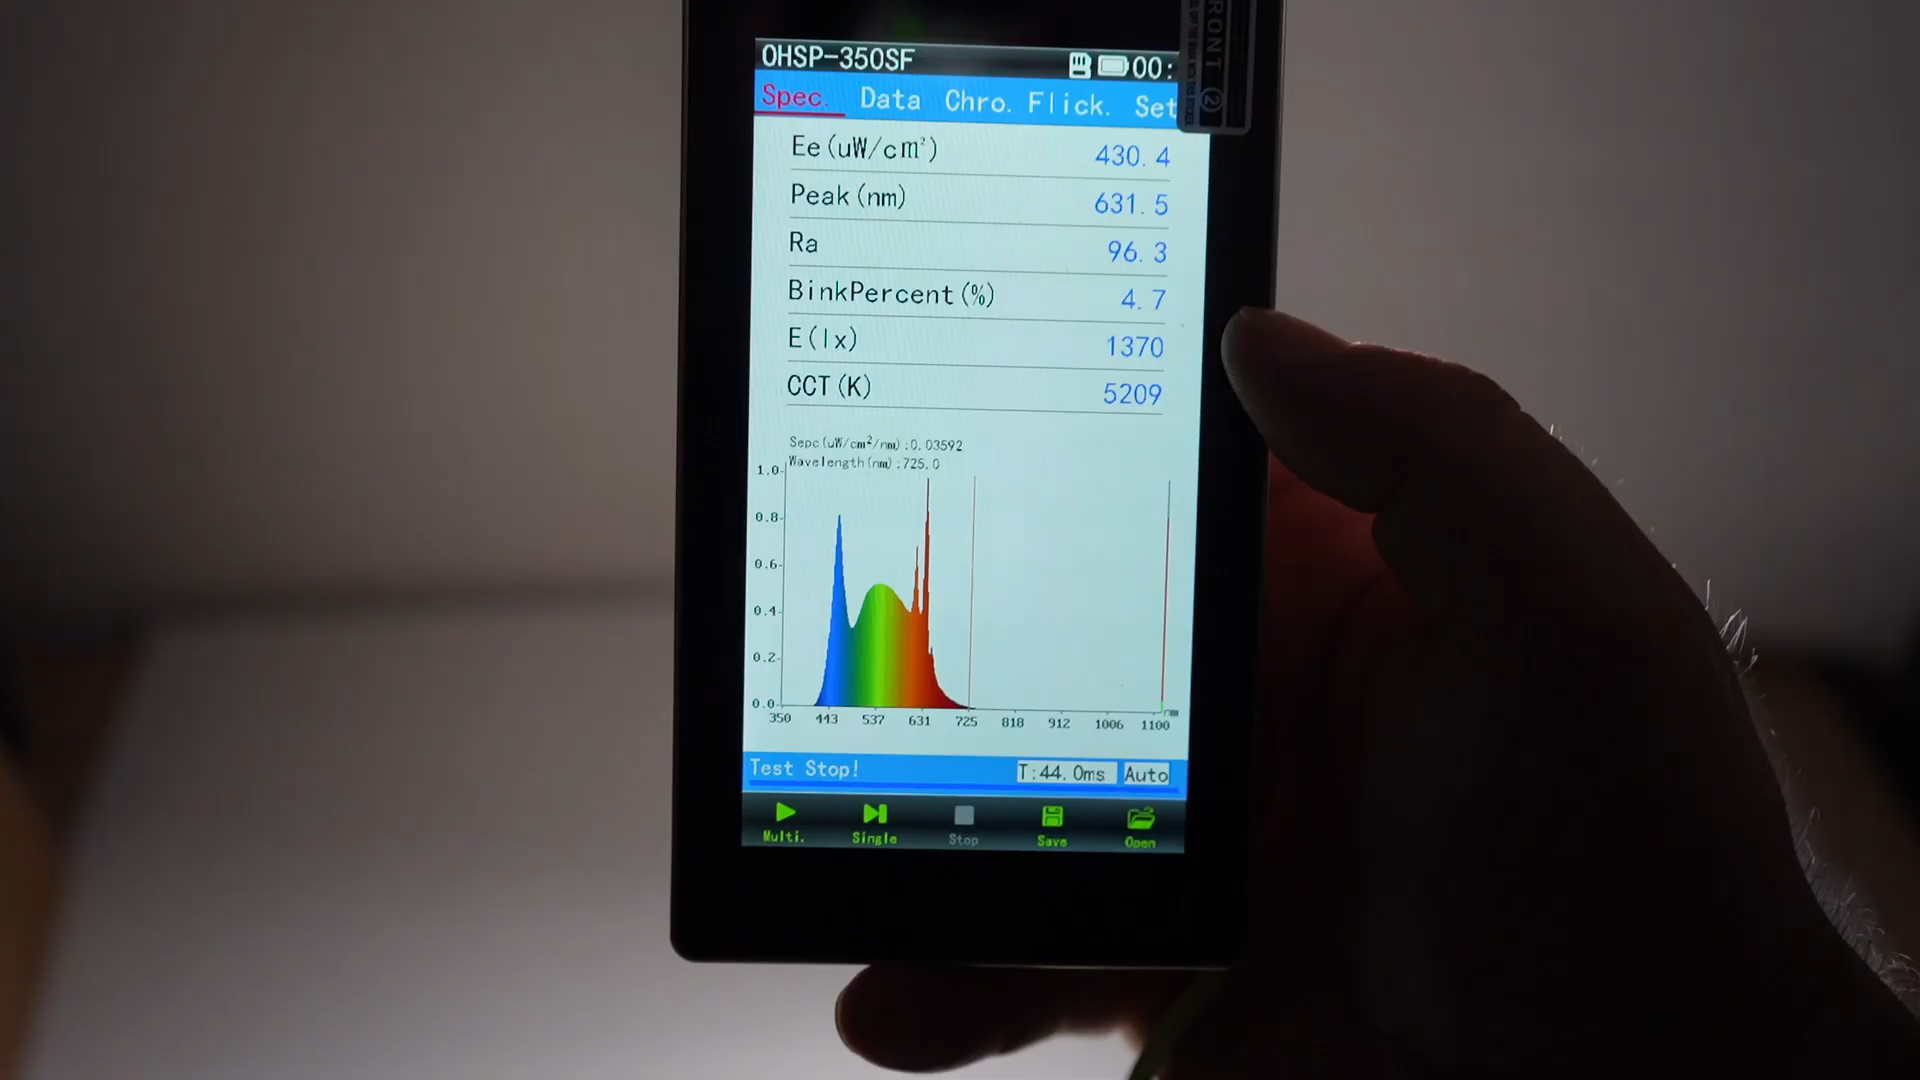 OHSP-350SF 00:
Spec. Data Chro. Flick. Set
RONT 2
Ee(uW/cm²) 430.4
Peak(nm) 631.5
Ra 96.3
BinkPercent(%) 4.7
E(lx) 1370
CCT(K) 5209
Sepc(uW/cm²/nm):0.03592
Wavelength(nm):725.0
1.0
0.8
0.6
0.4
0.2
0.0
350 443 537 631 725 818 912 1006 1100 nm
Test Stop! T:44.0ms Auto
Multi. Single Stop Save Open